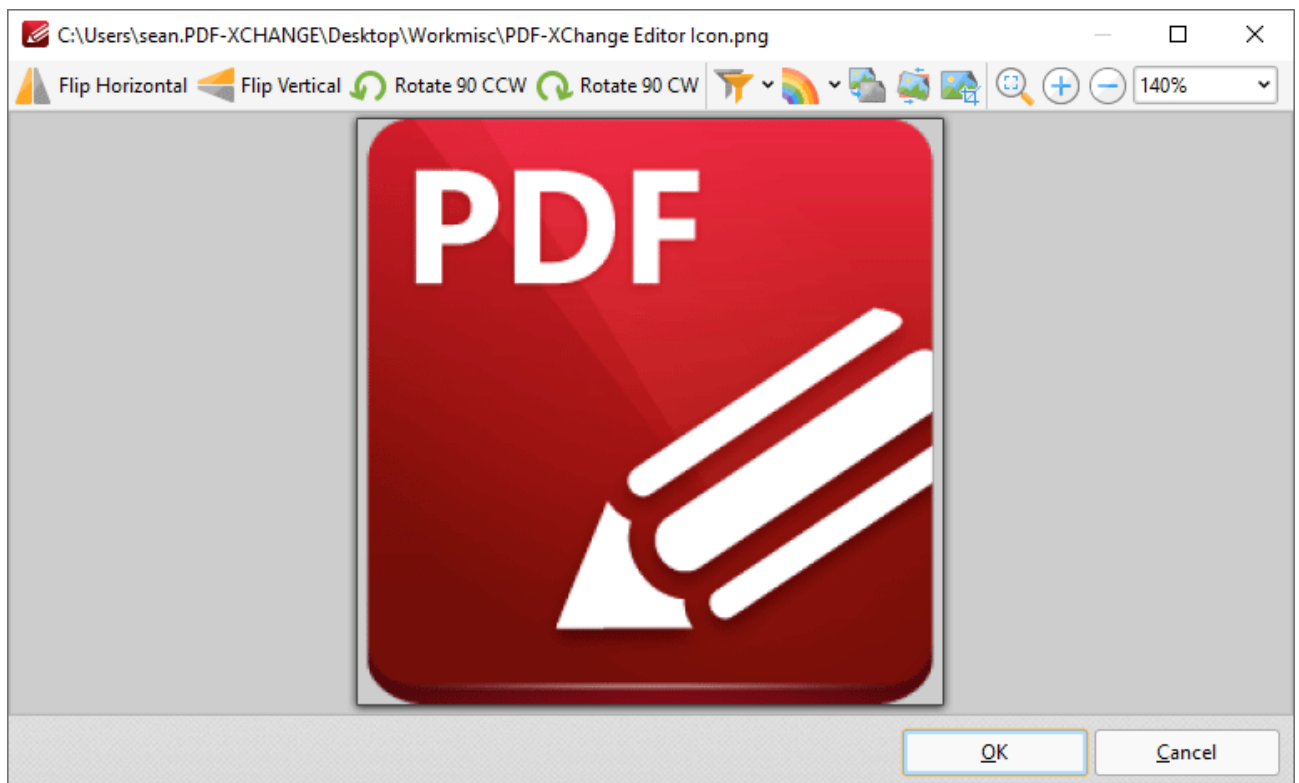 C:\Users\sean.PDF-XCHANGE\Desktop\Workmisc\PDF-XChange Editor Icon.png
Flip Horizontal Flip Vertical Rotate 90 CCW Rotate 90 CW 140%
PDF
OK Cancel